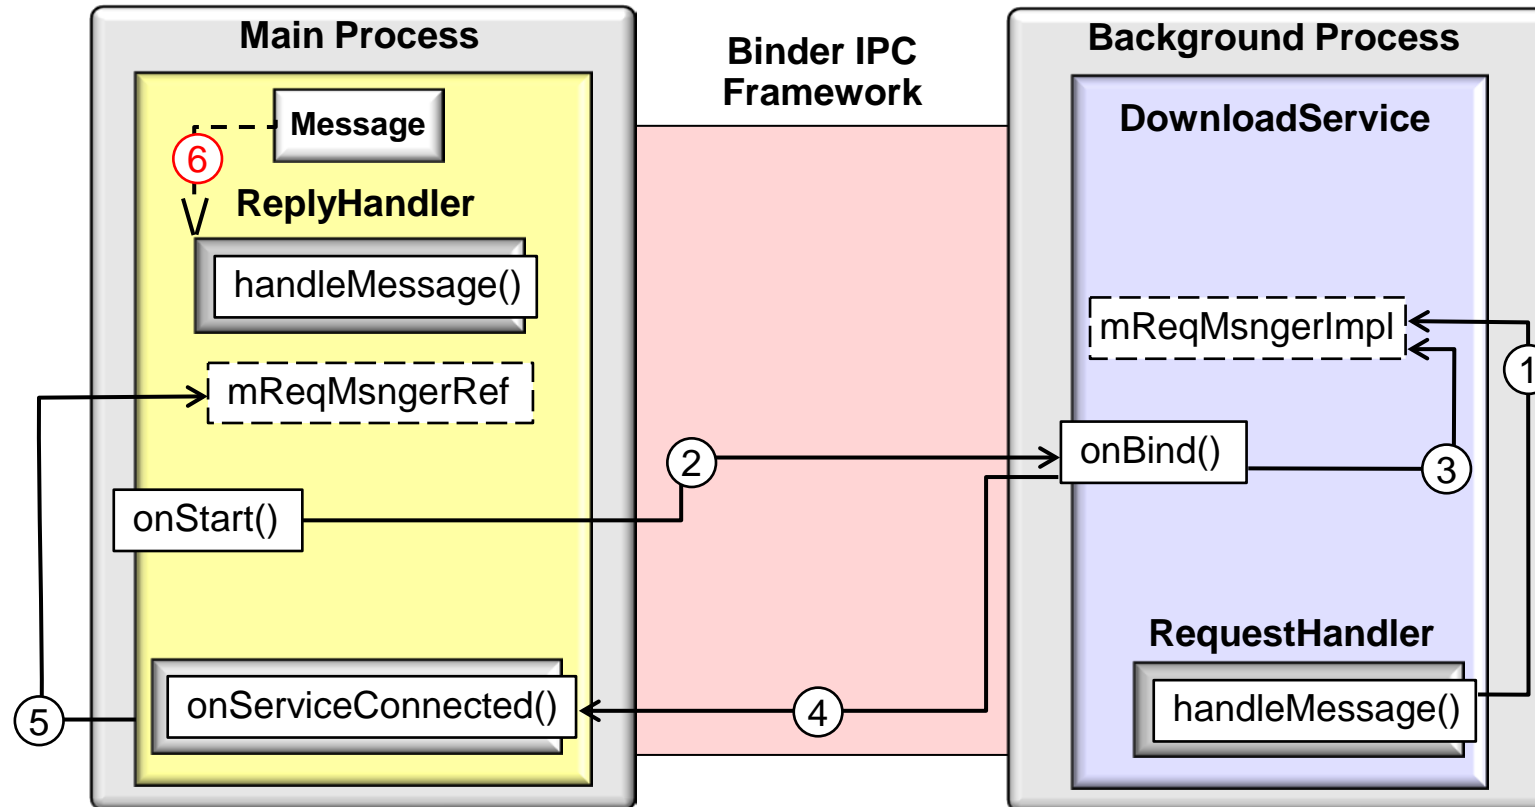 Main Process
Message
6
ReplyHandler
handleMessage()
mReqMsngerRef
onStart()
onServiceConnected()
5
Binder IPC
Framework
2
4
Background Process
DownloadService
mReqMsngerImpl
1
onBind()
3
RequestHandler
handleMessage()